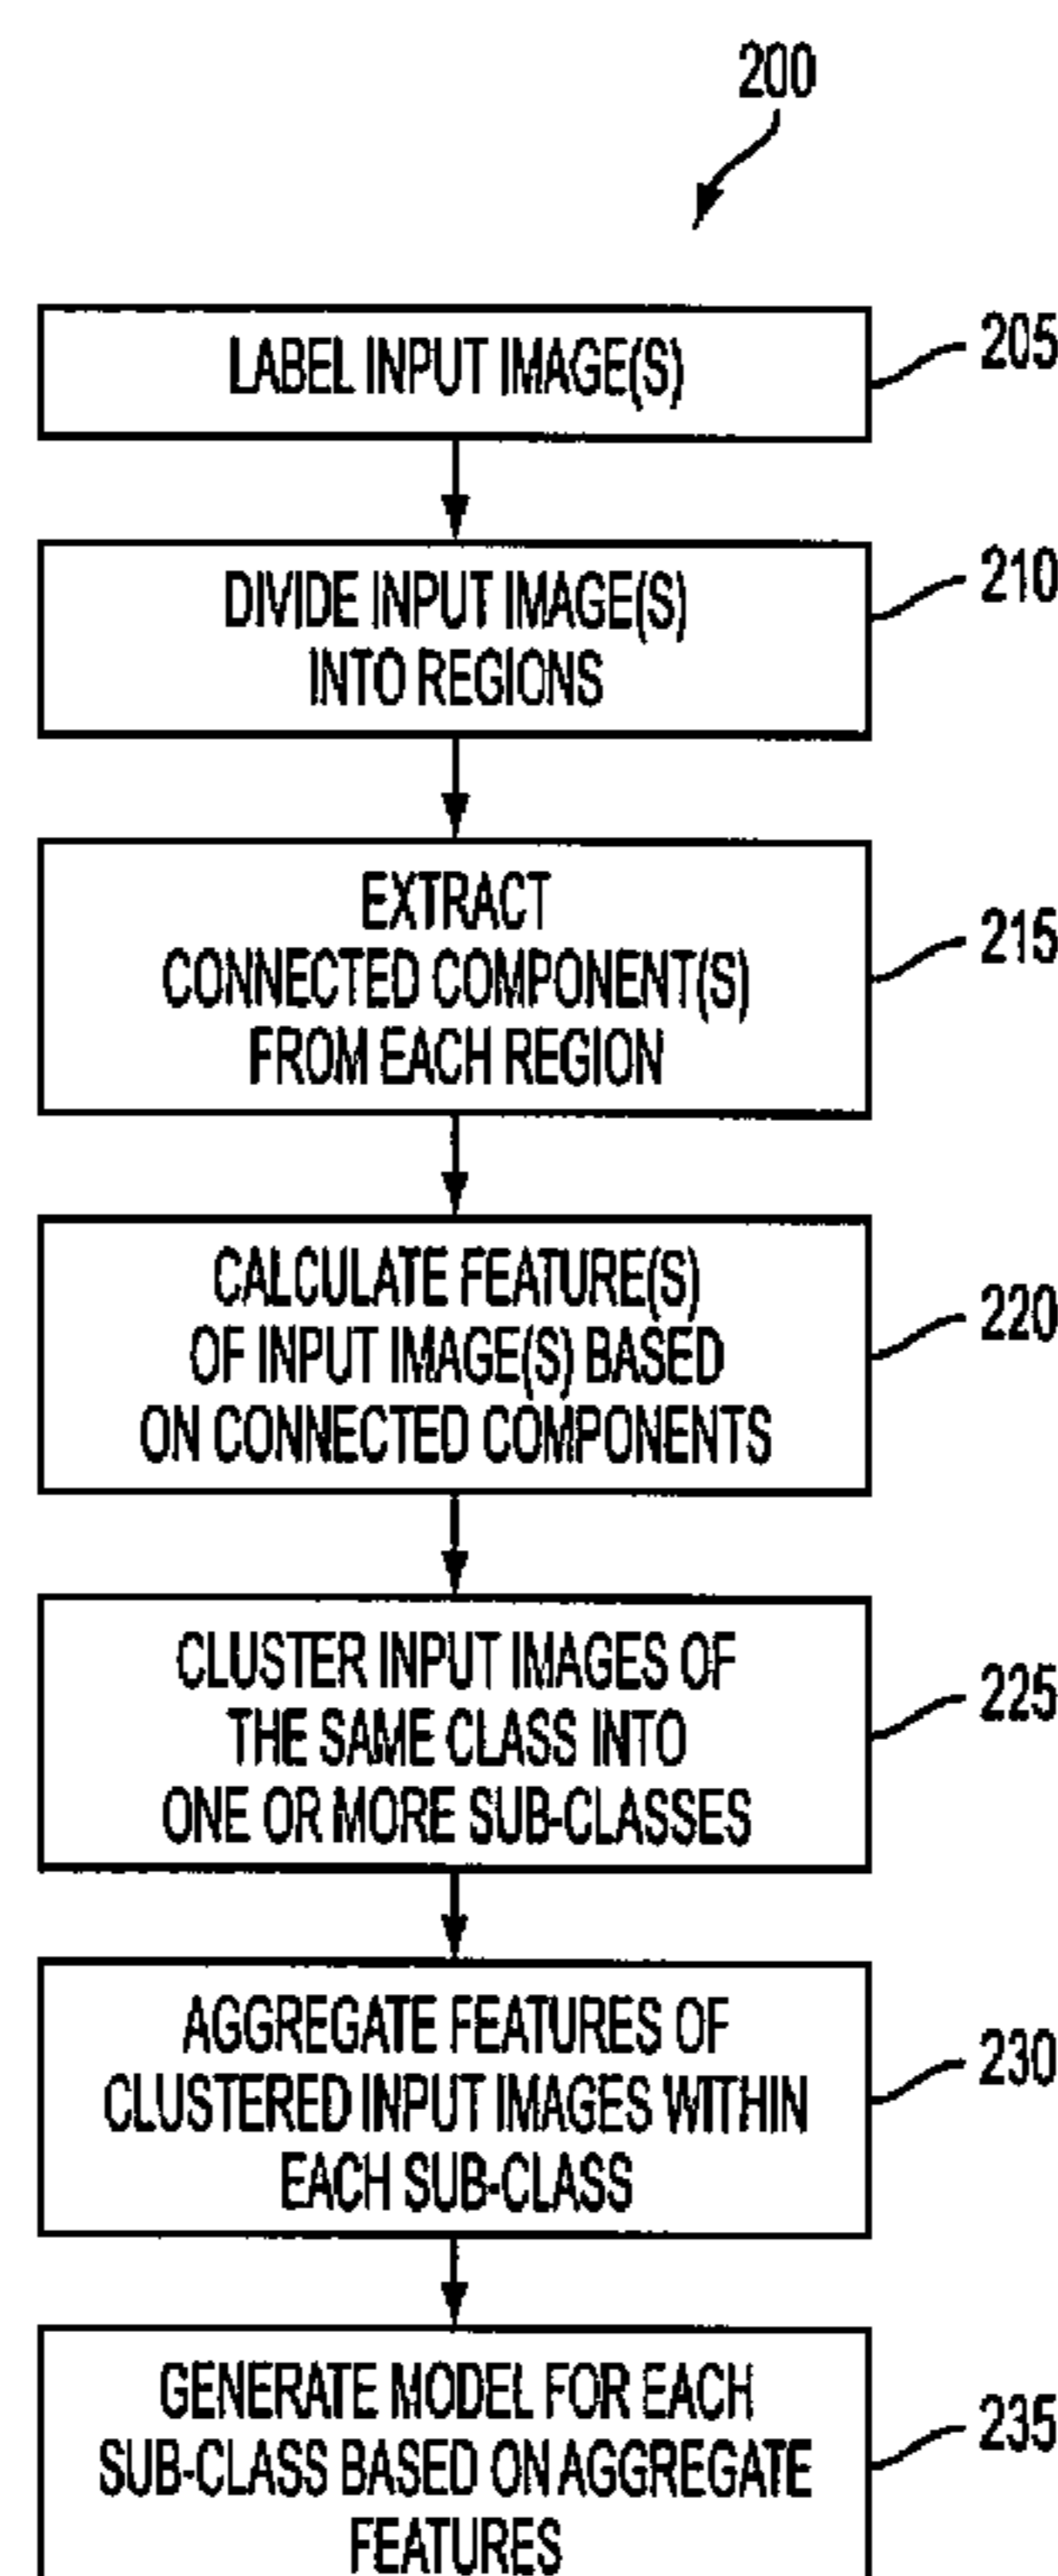 200
LABEL INPUT IMAGE(S)
205
DIVIDE INPUT IMAGE(S)
INTO REGIONS
210
EXTRACT
CONNECTED COMPONENT(S)
FROM EACH REGION
215
CALCULATE FEATURE(S)
OF INPUT IMAGE(S) BASED
ON CONNECTED COMPONENTS
220
CLUSTER INPUT IMAGES OF
THE SAME CLASS INTO
ONE OR MORE SUB-CLASSES
225
AGGREGATE FEATURES OF
CLUSTERED INPUT IMAGES WITHIN
EACH SUB-CLASS
230
GENERATE MODEL FOR EACH
SUB-CLASS BASED ON AGGREGATE
FEATURES
235